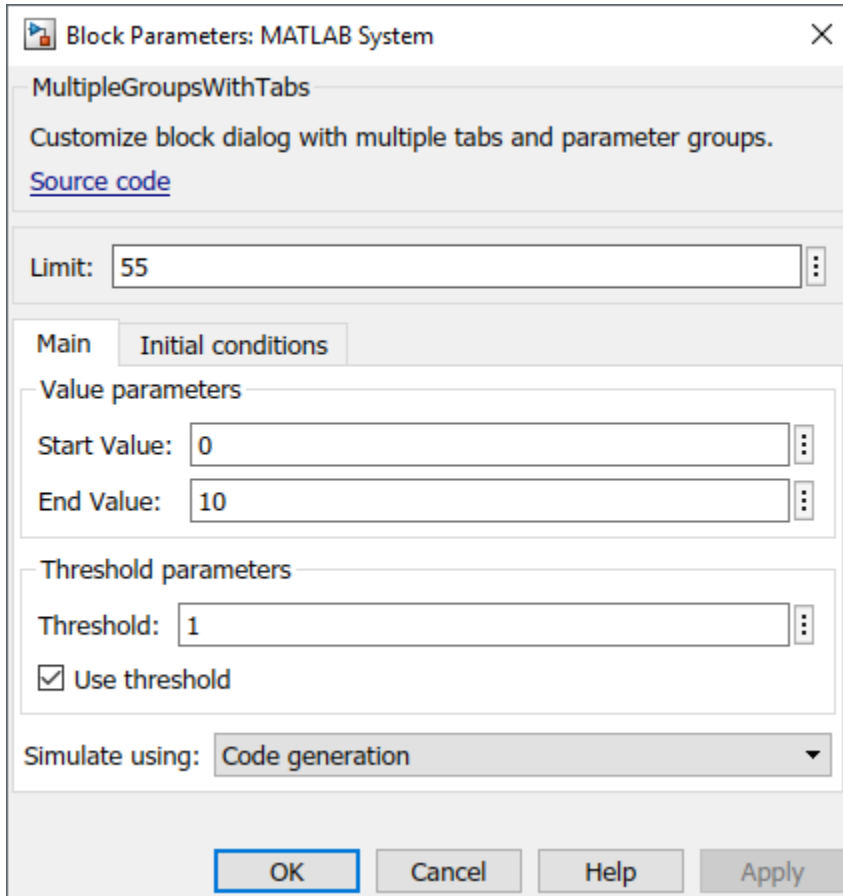 Block Parameters: MATLAB System
MultipleGroupsWithTabs
Customize block dialog with multiple tabs and parameter groups.
Source code
Limit: 55
Main Initial conditions
Value parameters
Start Value: 0
End Value: 10
Threshold parameters
Threshold: 1
Use threshold
Simulate using: Code generation
OK Cancel Help Apply